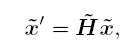 x̃′ = H̃x̃,